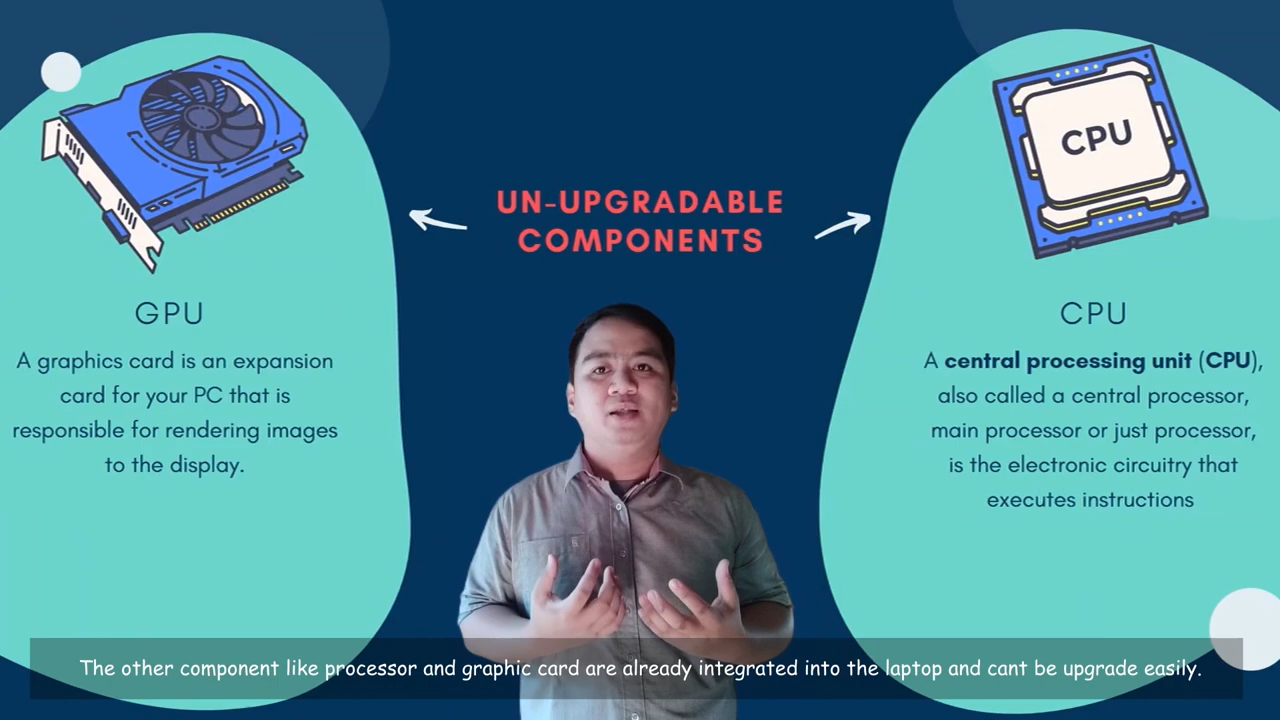 UN-UPGRADABLE
COMPONENTS
GPU
A graphics card is an expansion
card for your PC that is
responsible for rendering images
to the display.
CPU
CPU
A central processing unit (CPU),
also called a central processor,
main processor or just processor,
is the electronic circuitry that
executes instructions
The other component like processor and graphic card are already integrated into the laptop and cant be upgrade easily.